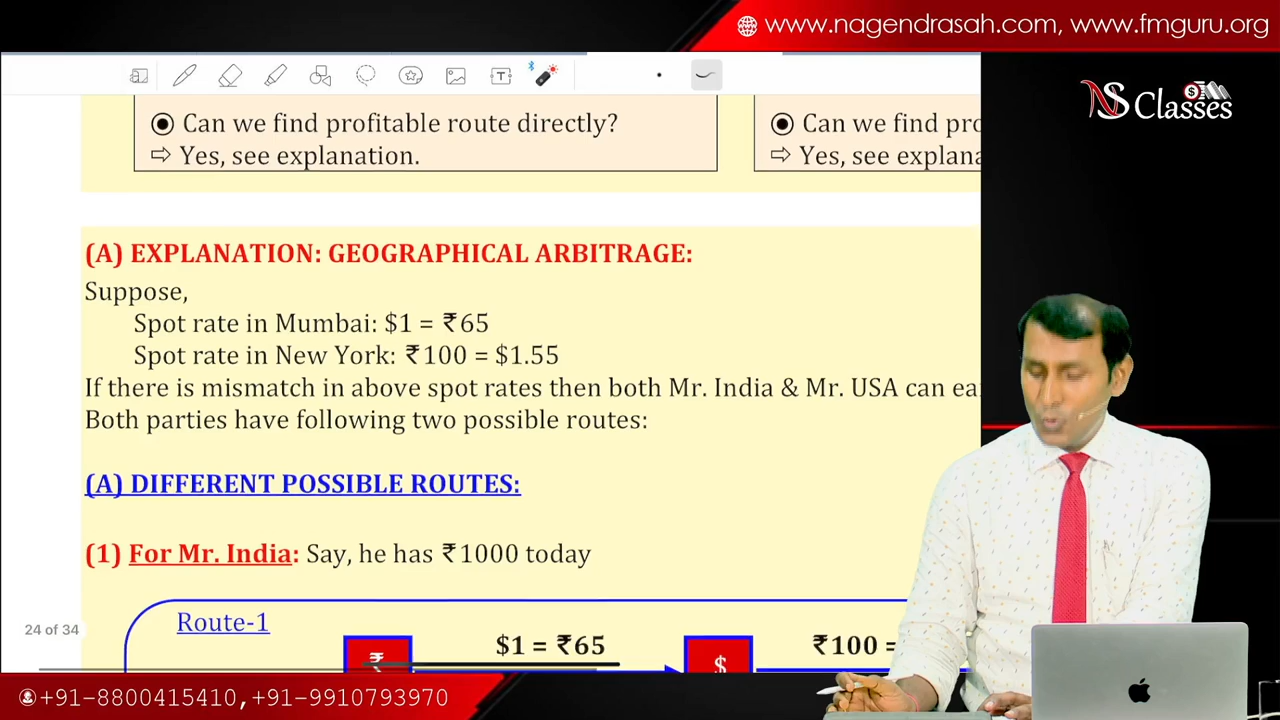 www.nagendrasah.com, www.fmguru.org
NS Classes
◉ Can we find profitable route directly?
⇨ Yes, see explanation.
◉ Can we find
⇨ Yes, see
(A) EXPLANATION: GEOGRAPHICAL ARBITRAGE:
Suppose,
Spot rate in Mumbai: $1 = ₹65
Spot rate in New York: ₹100 = $1.55
If there is mismatch in above spot rates then both Mr. India & Mr. USA can
Both parties have following two possible routes:
(A) DIFFERENT POSSIBLE ROUTES:
(1) For Mr. India: Say, he has ₹1000 today
24 of 34
Route-1
$1 = ₹65
₹100 =
₹
$
+91-8800415410,+91-9910793970